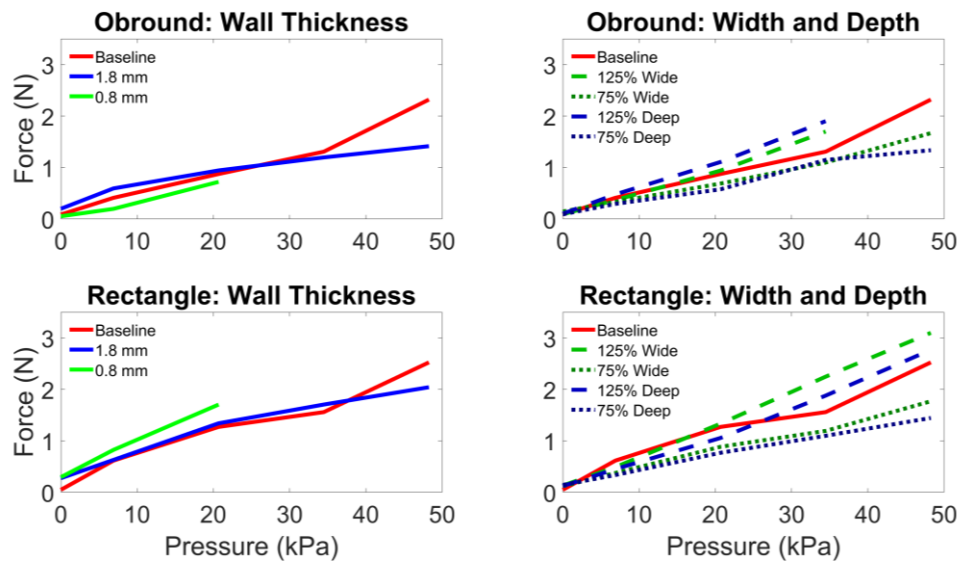 Obround: Wall Thickness
Force (N)
3
2
1
0
Baseline
1.8 mm
0.8 mm
0 10 20 30 40 50
Obround: Width and Depth
3
2
1
0
Baseline
125% Wide
75% Wide
125% Deep
75% Deep
0 10 20 30 40 50
Rectangle: Wall Thickness
Force (N)
3
2
1
0
Baseline
1.8 mm
0.8 mm
0 10 20 30 40 50
Pressure (kPa)
Rectangle: Width and Depth
3
2
1
0
Baseline
125% Wide
75% Wide
125% Deep
75% Deep
0 10 20 30 40 50
Pressure (kPa)